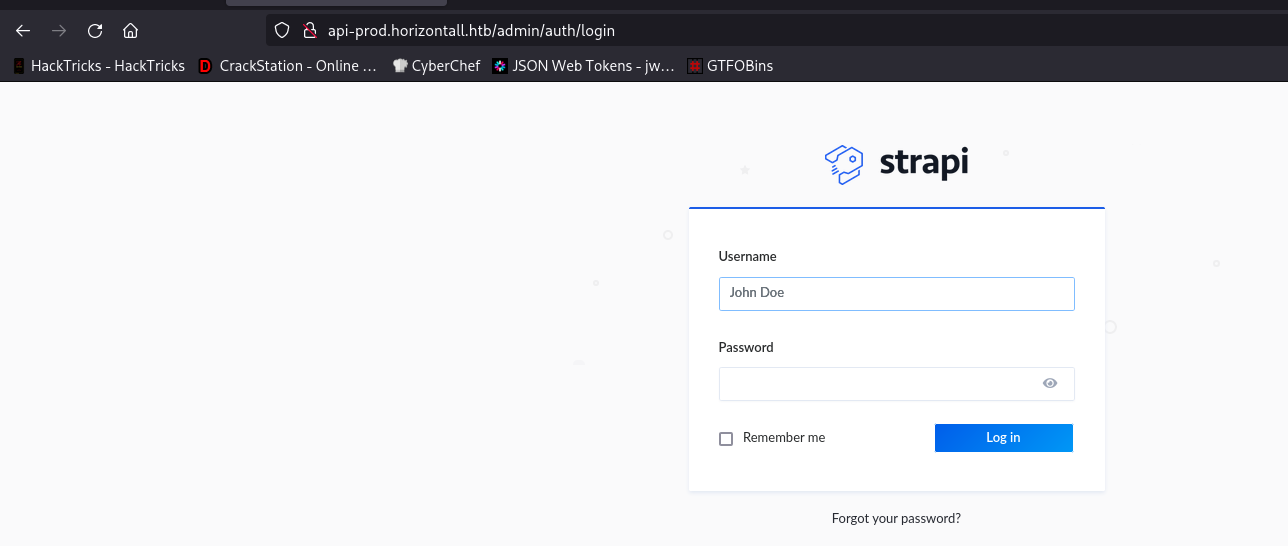 api-prod.horizontall.htb/admin/auth/login
HackTricks - HackTricks CrackStation - Online ... CyberChef JSON Web Tokens - jw... GTFOBins
strapi
Username
John Doe
Password
Remember me Log in
Forgot your password?